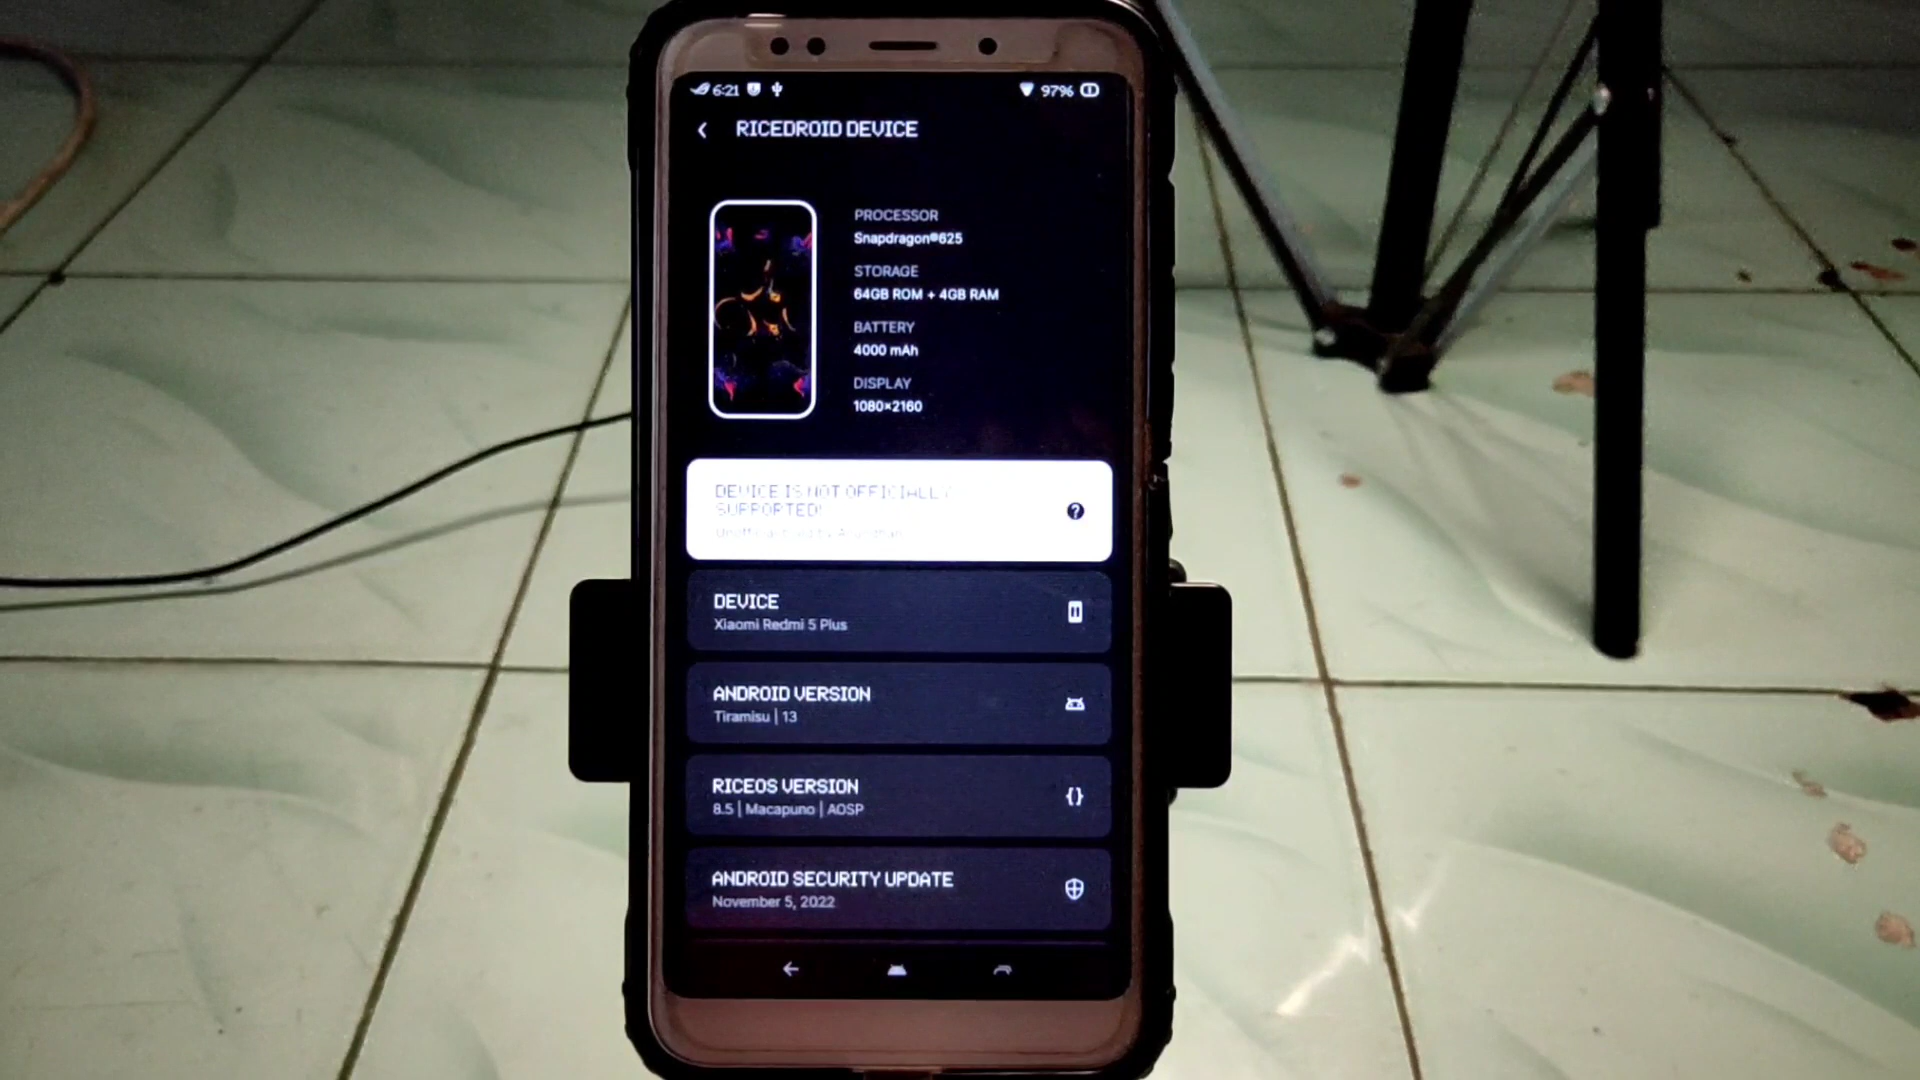 6:21
97%
RICEDROID DEVICE
PROCESSOR
Snapdragon®625
STORAGE
64GB ROM + 4GB RAM
BATTERY
4000 mAh
DISPLAY
1080×2160
DEVICE IS NOT OFFICIALLY
SUPPORTED!
DEVICE
Xiaomi Redmi 5 Plus
ANDROID VERSION
Tiramisu | 13
RICEOS VERSION
8.5 | Macapuno | AOSP
ANDROID SECURITY UPDATE
November 5, 2022